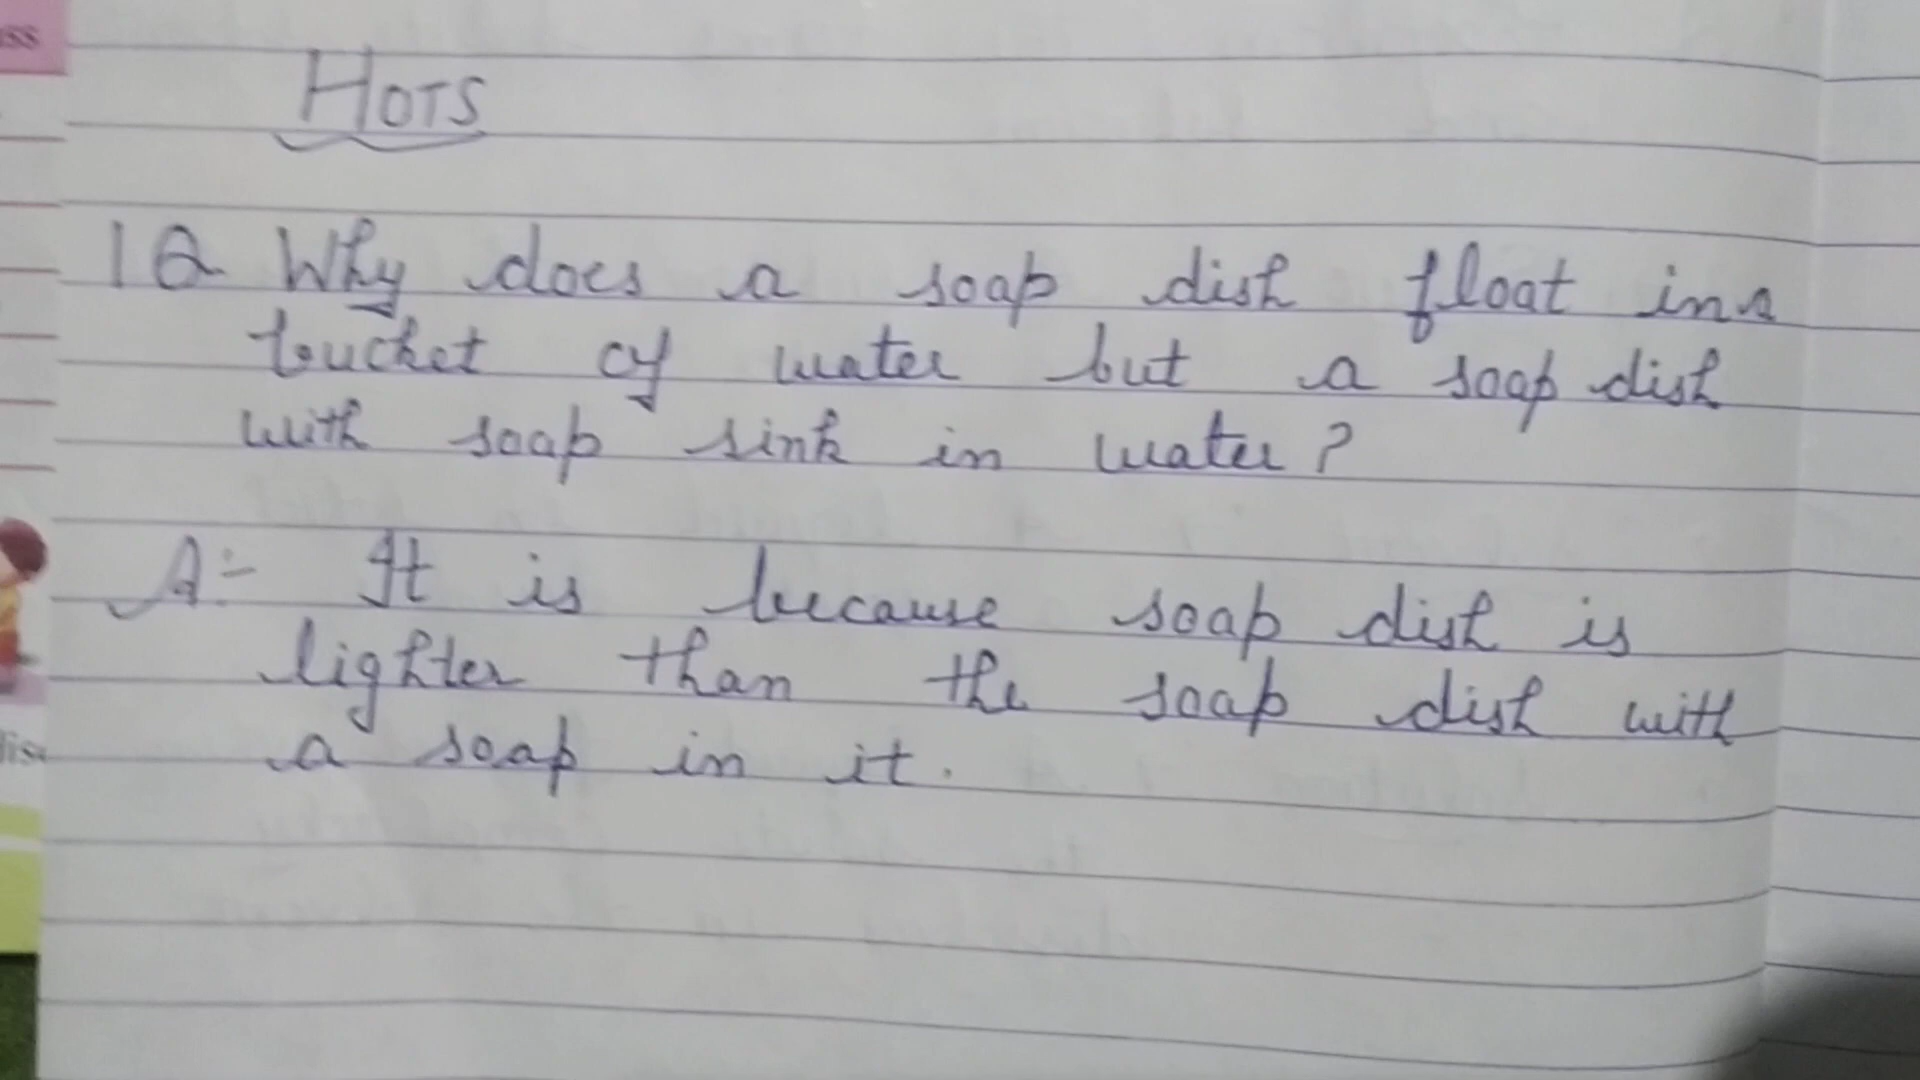 ss
HOTS
1Q Why does a soap dish float in a
bucket of water but a soap dish
with soap sink in water?
A:- It is because soap dish is
lighter than the soap dish with
a soap in it.